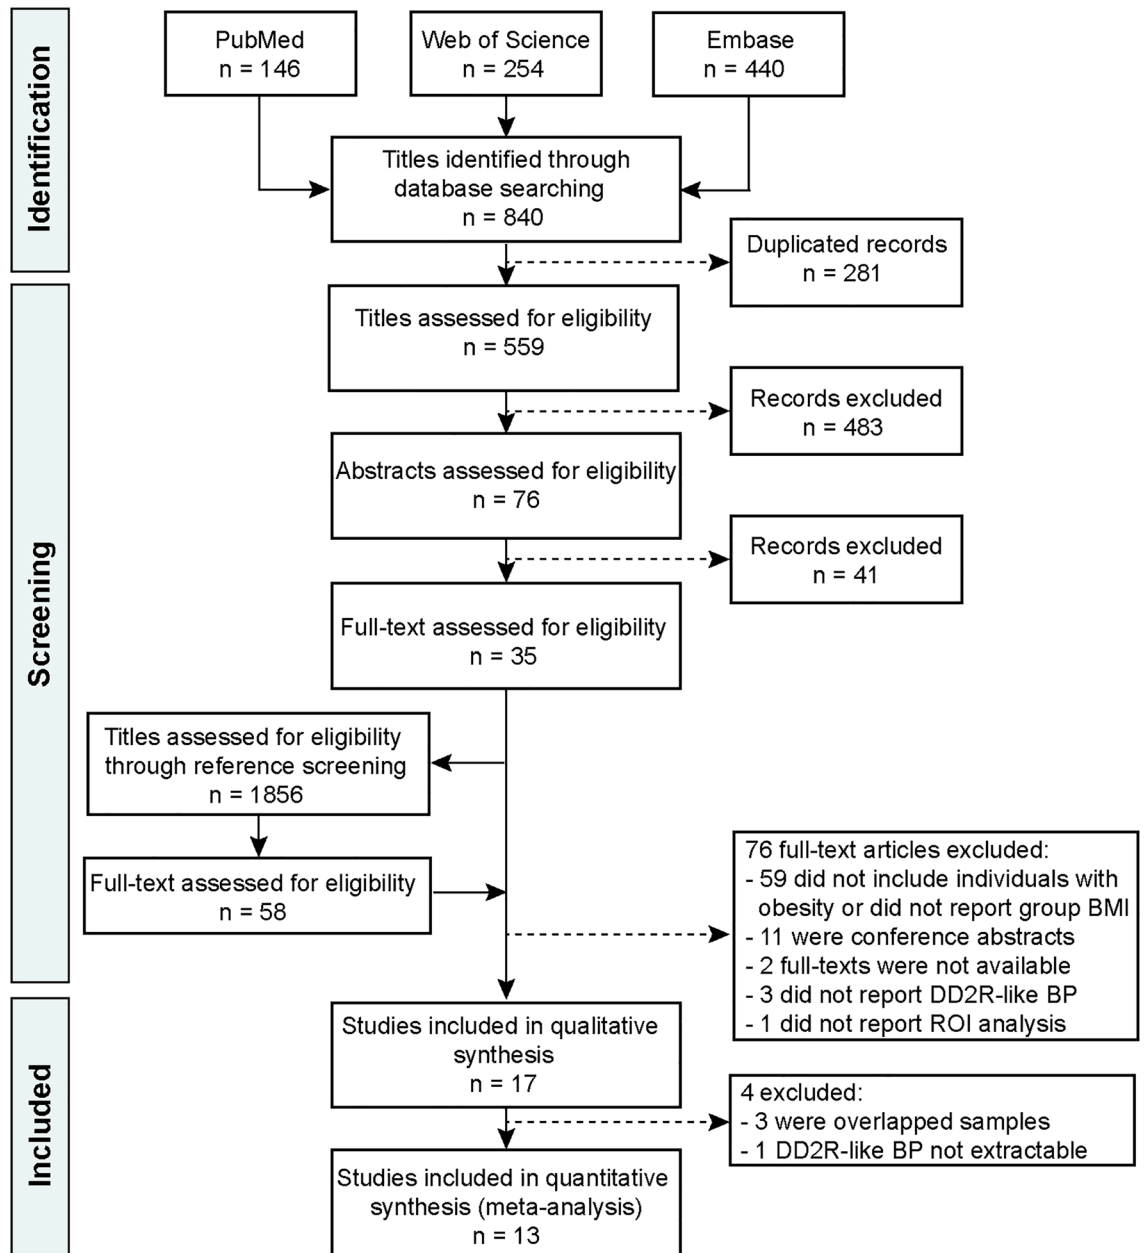 Identification
PubMed
n = 146
Web of Science
n = 254
Embase
n = 440
Titles identified through
database searching
n = 840
Duplicated records
n = 281
Screening
Titles assessed for eligibility
n = 559
Records excluded
n = 483
Abstracts assessed for eligibility
n = 76
Records excluded
n = 41
Full-text assessed for eligibility
n = 35
Titles assessed for eligibility
through reference screening
n = 1856
Full-text assessed for eligibility
n = 58
76 full-text articles excluded:
- 59 did not include individuals with
obesity or did not report group BMI
- 11 were conference abstracts
- 2 full-texts were not available
- 3 did not report DD2R-like BP
- 1 did not report ROI analysis
Included
Studies included in qualitative
synthesis
n = 17
4 excluded:
- 3 were overlapped samples
- 1 DD2R-like BP not extractable
Studies included in quantitative
synthesis (meta-analysis)
n = 13